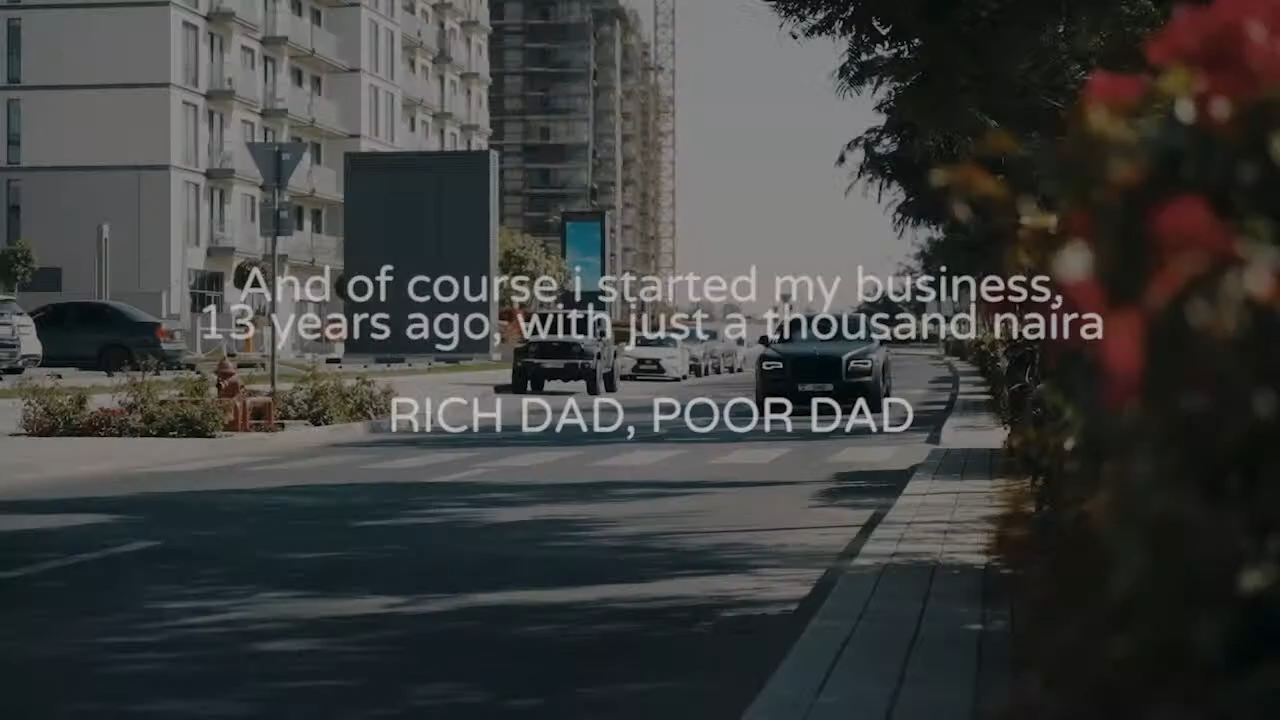 And of course i started my business,
13 years ago, with just a thousand naira
RICH DAD, POOR DAD